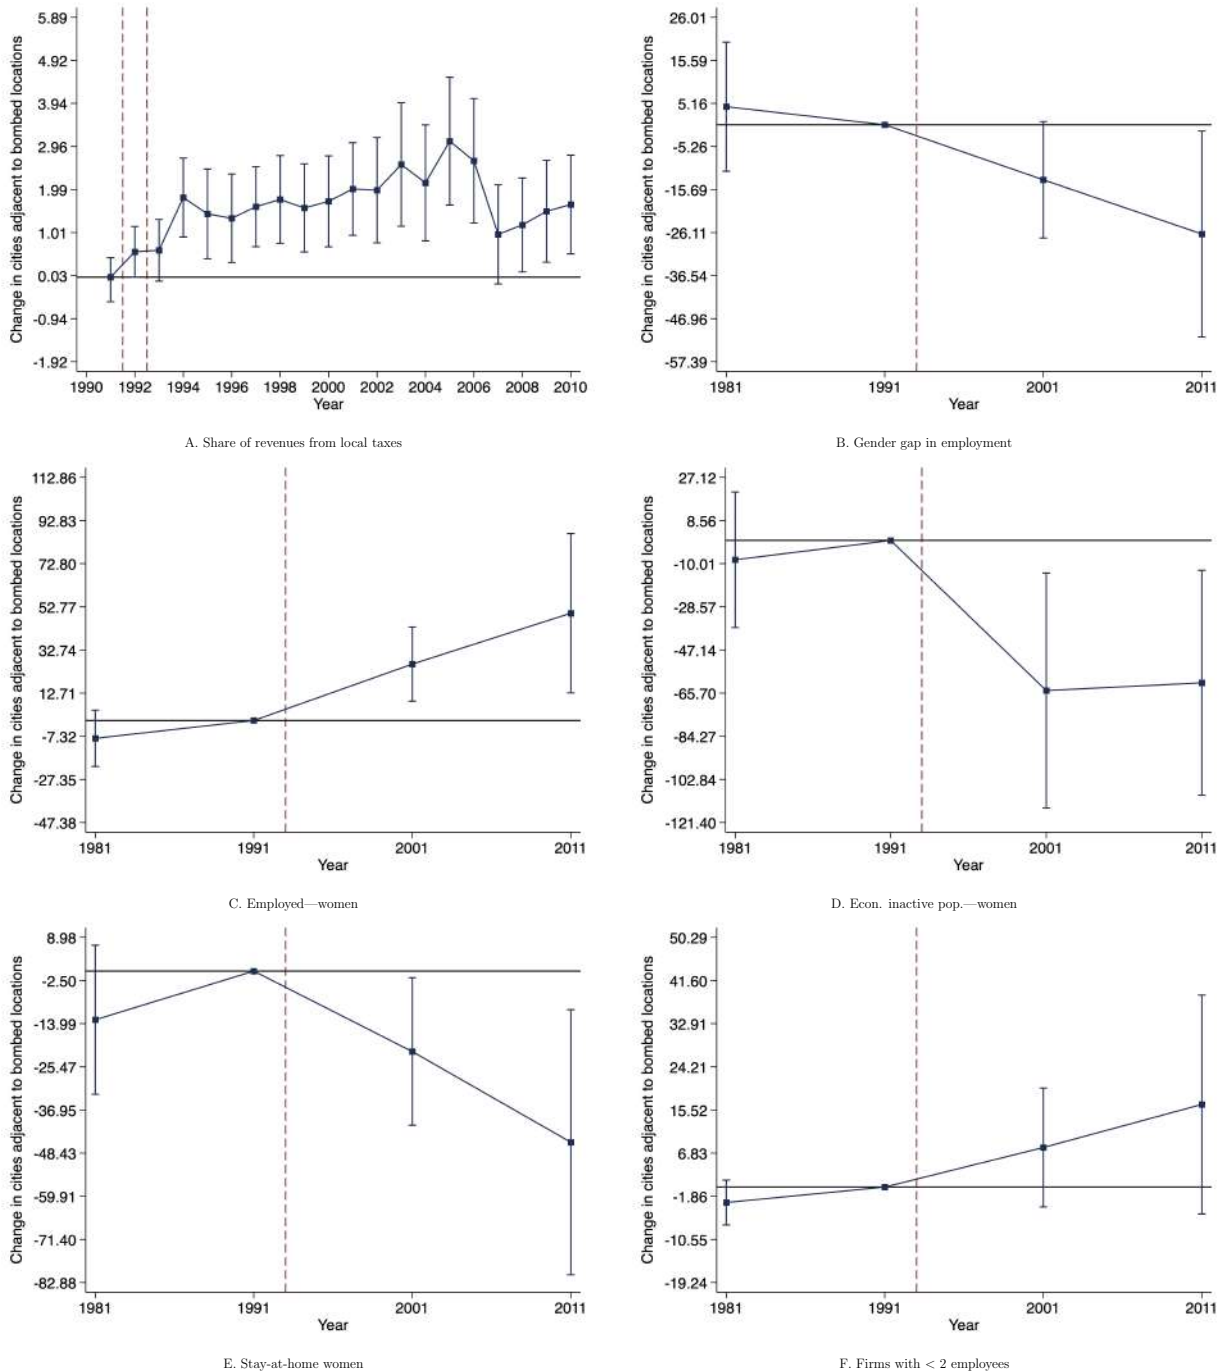 Change in cities adjacent to bombed locations
5.89
4.92
3.94
2.96
1.99
1.01
0.03
-0.94
-1.92
1990 1992 1994 1996 1998 2000 2002 2004 2006 2008 2010
Year
A. Share of revenues from local taxes
Change in cities adjacent to bombed locations
26.01
15.59
5.16
-5.26
-15.69
-26.11
-36.54
-46.96
-57.39
1981 1991 2001 2011
Year
B. Gender gap in employment
Change in cities adjacent to bombed locations
112.86
92.83
72.80
52.77
32.74
12.71
-7.32
-27.35
-47.38
1981 1991 2001 2011
Year
C. Employed—women
Change in cities adjacent to bombed locations
27.12
8.56
-10.01
-28.57
-47.14
-65.70
-84.27
-102.84
-121.40
1981 1991 2001 2011
Year
D. Econ. inactive pop.—women
Change in cities adjacent to bombed locations
8.98
-2.50
-13.99
-25.47
-36.95
-48.43
-59.91
-71.40
-82.88
1981 1991 2001 2011
Year
E. Stay-at-home women
Change in cities adjacent to bombed locations
50.29
41.60
32.91
24.21
15.52
6.83
-1.86
-10.55
-19.24
1981 1991 2001 2011
Year
F. Firms with < 2 employees